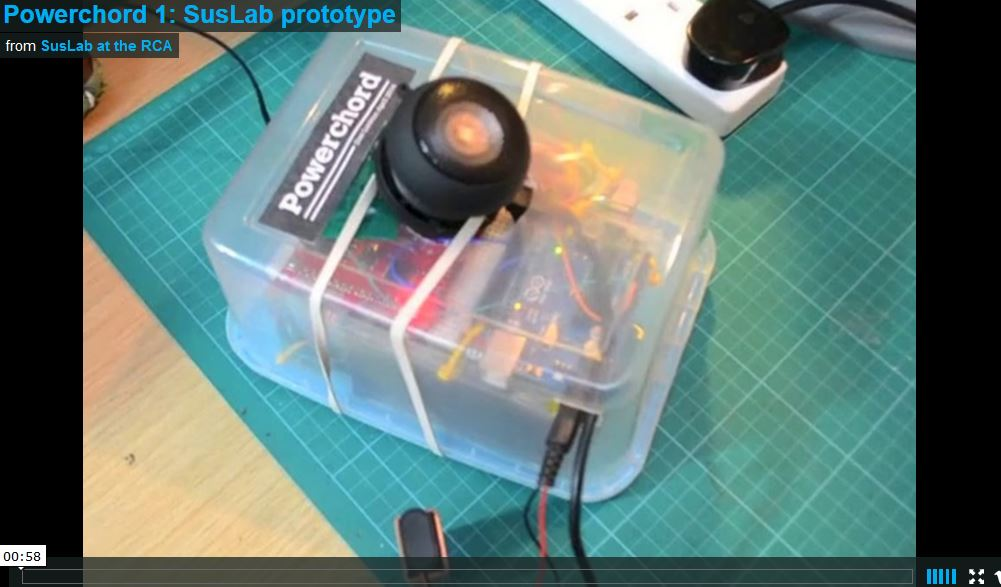 Powerchord 1: SusLab prototype
from SusLab at the RCA
Powerchord
00:58